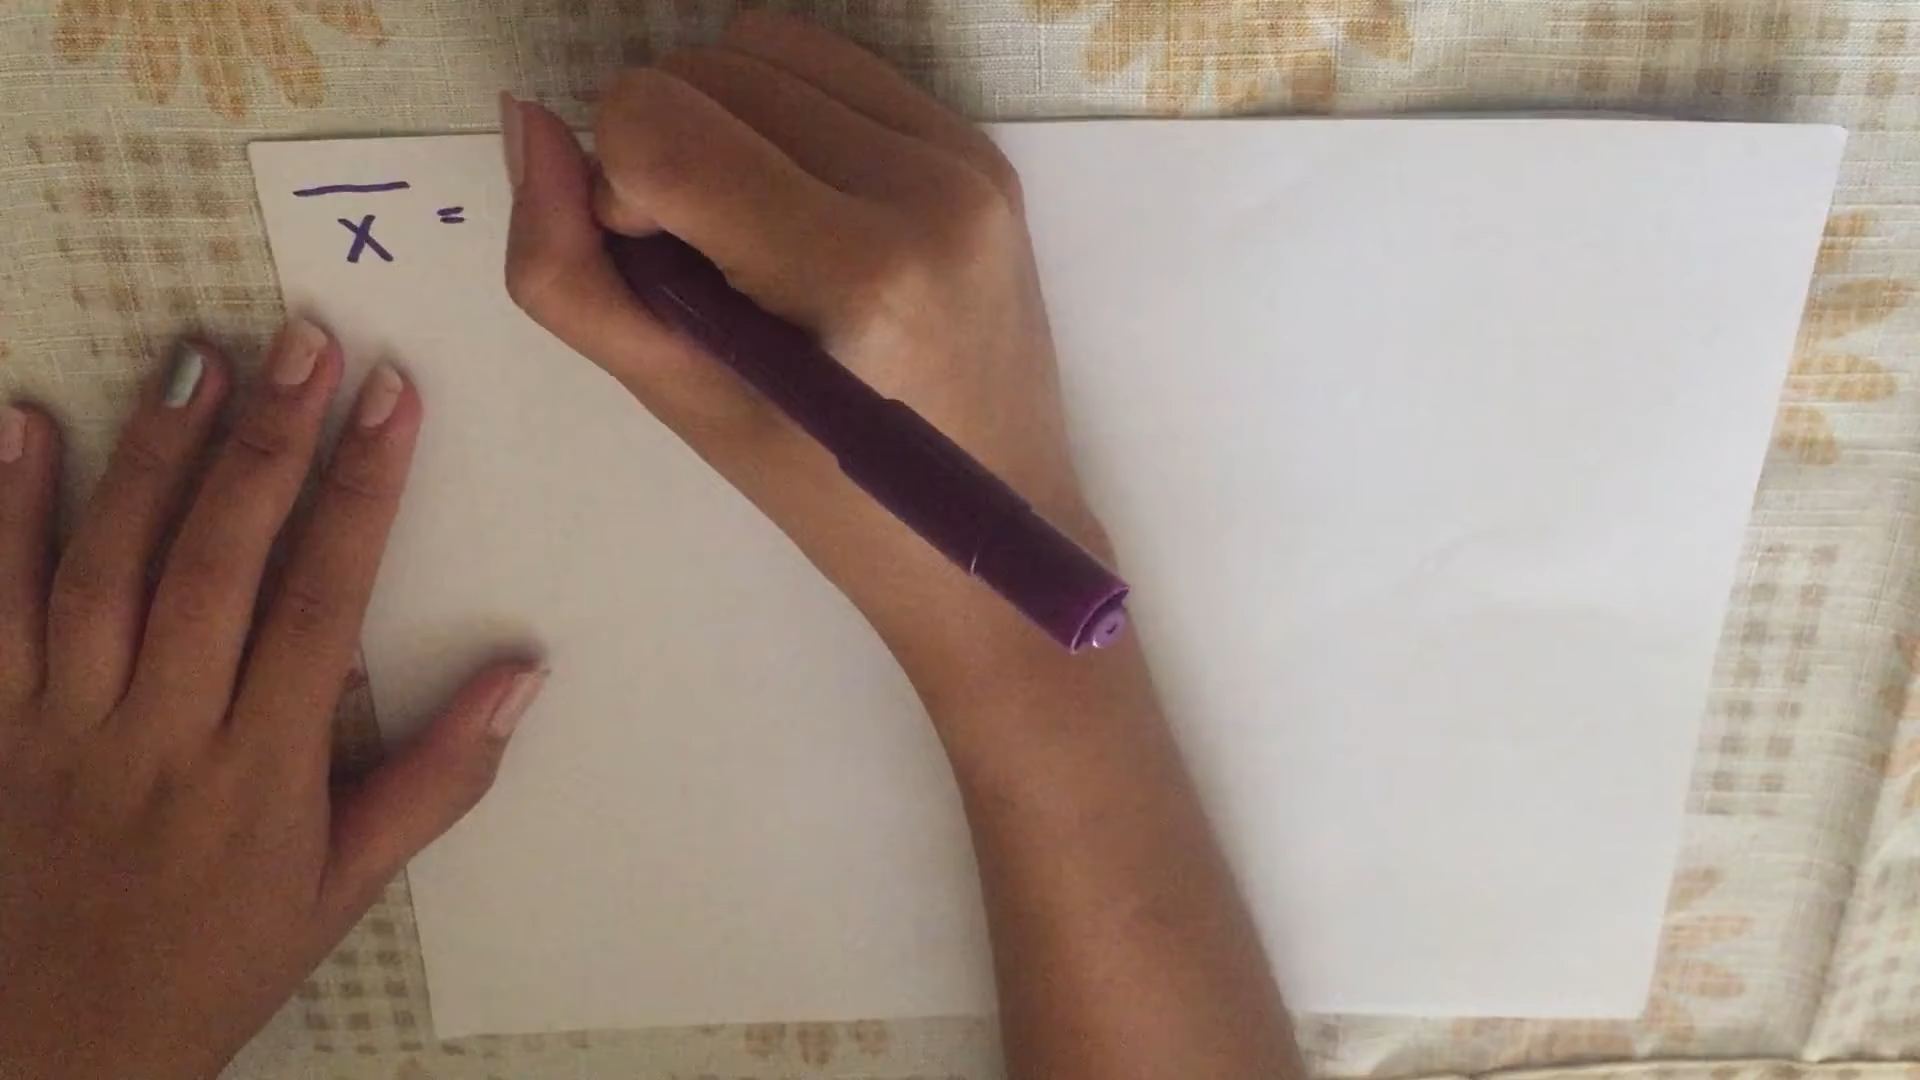 x̄ =